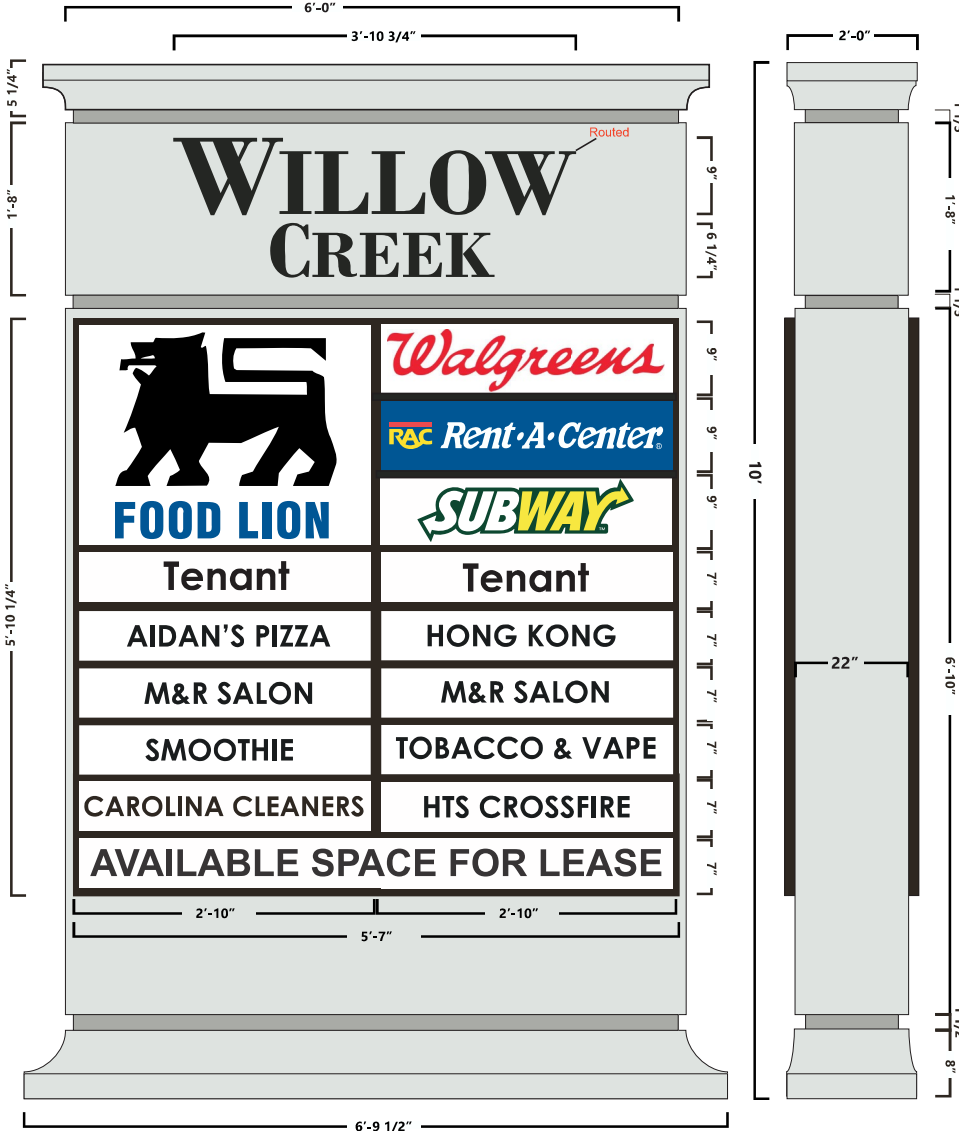 6'-0"
3'-10 3/4"
2'-0"
5 1/4"
Routed
WILLOW
CREEK
9"
6 1/4"
1'-8"
1'-8"
Walgreens
9"
RAC Rent·A·Center®
9"
SUBWAY™
9"
FOOD LION
10'
Tenant
Tenant
7"
AIDAN'S PIZZA
HONG KONG
7"
5'-10 1/4"
M&R SALON
M&R SALON
7"
22"
6'-10"
SMOOTHIE
TOBACCO & VAPE
7"
CAROLINA CLEANERS
HTS CROSSFIRE
7"
AVAILABLE SPACE FOR LEASE
7"
2'-10"
2'-10"
5'-7"
8"
6'-9 1/2"